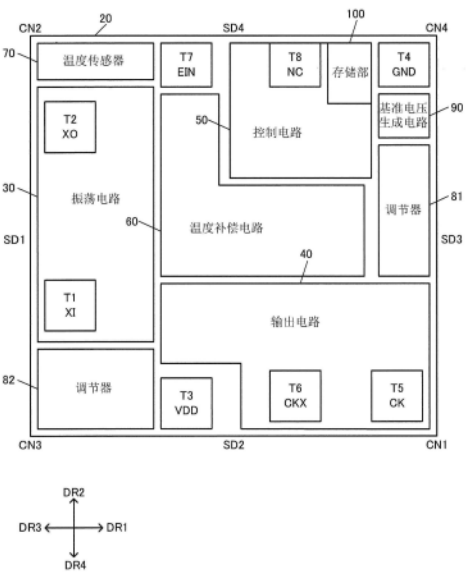 CN2
20
SD4
100
CN4
70
温度传感器
T7
EIN
T8
NC
存储部
T4
GND
50
控制电路
基准电压
生成电路
90
T2
XO
30
振荡电路
60
温度补偿电路
调节器
81
SD1
SD3
40
T1
XI
输出电路
82
调节器
T3
VDD
T6
CKX
T5
CK
CN3
SD2
CN1
DR2
DR3
DR1
DR4